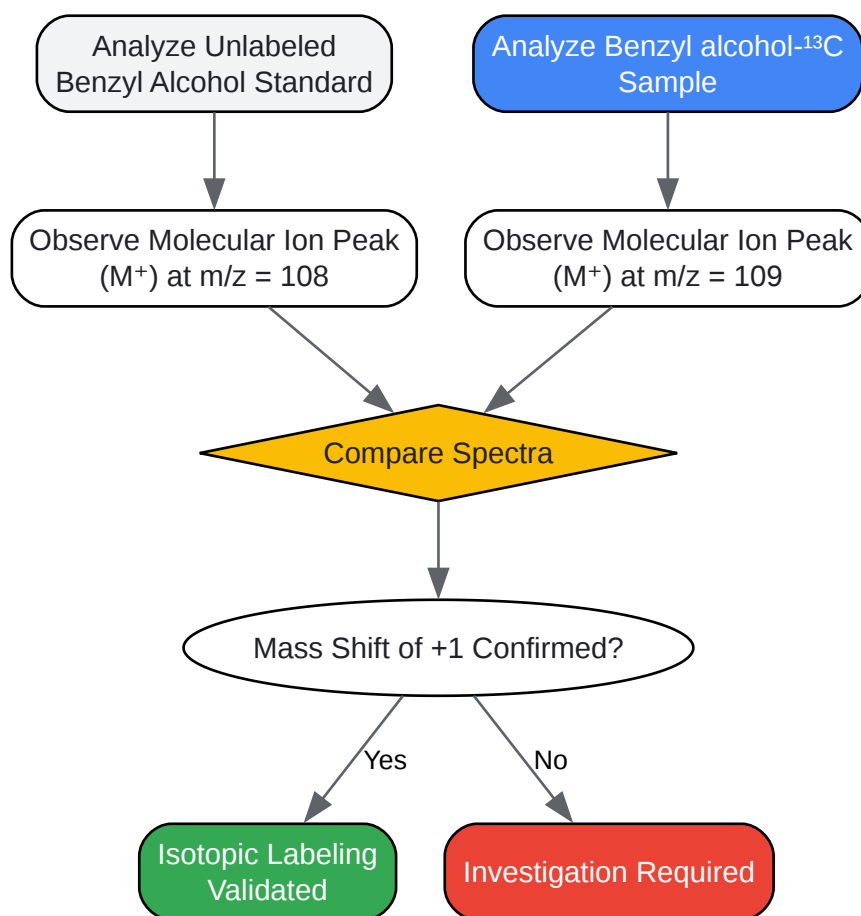 Analyze Unlabeled
Benzyl Alcohol Standard
Analyze Benzyl alcohol-¹³C
Sample
Observe Molecular Ion Peak
(M⁺) at m/z = 108
Observe Molecular Ion Peak
(M⁺) at m/z = 109
Compare Spectra
Mass Shift of +1 Confirmed?
Yes
No
Isotopic Labeling
Validated
Investigation Required